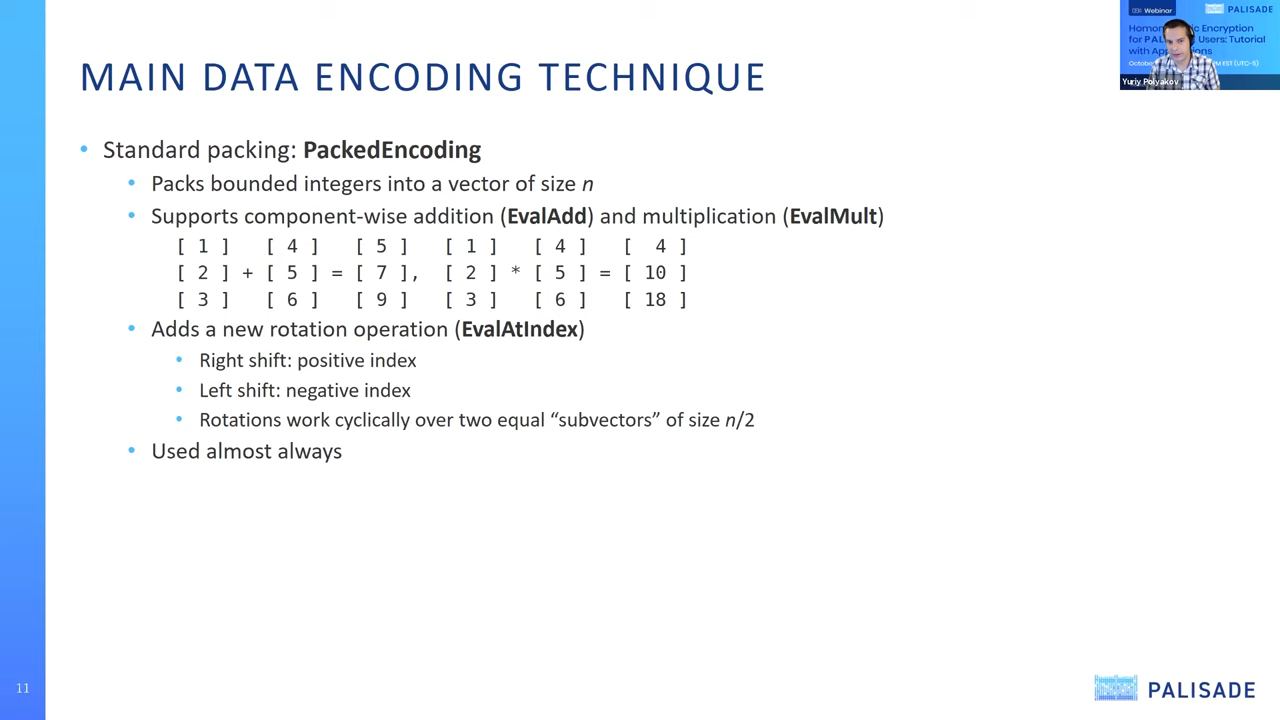 MAIN DATA ENCODING TECHNIQUE
• Standard packing: PackedEncoding
• Packs bounded integers into a vector of size n
• Supports component-wise addition (EvalAdd) and multiplication (EvalMult)
[ 1 ] [ 4 ] [ 5 ] [ 1 ] [ 4 ] [ 4 ]
[ 2 ] + [ 5 ] = [ 7 ], [ 2 ] * [ 5 ] = [ 10 ]
[ 3 ] [ 6 ] [ 9 ] [ 3 ] [ 6 ] [ 18 ]
• Adds a new rotation operation (EvalAtIndex)
• Right shift: positive index
• Left shift: negative index
• Rotations work cyclically over two equal “subvectors” of size n/2
• Used almost always
11
PALISADE
Webinar
PALISADE
Encryption
for Users: Tutorial
with
EST (UTC-5)
Yuriy Polyakov